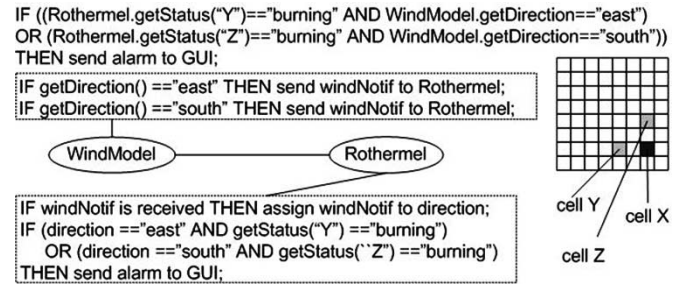 IF ((Rothermel.getStatus(“Y”)==”burning” AND WindModel.getDirection==”east”)
OR (Rothermel.getStatus(“Z”)==”burning” AND WindModel.getDirection==”south”))
THEN send alarm to GUI;
IF getDirection() ==”east” THEN send windNotif to Rothermel;
IF getDirection() ==”south” THEN send windNotif to Rothermel;
WindModel
Rothermel
IF windNotif is received THEN assign windNotif to direction;
IF (direction ==”east” AND getStatus(“Y”) ==”burning”)
OR (direction ==”south” AND getStatus(``Z”) ==”burning”)
THEN send alarm to GUI;
cell Y
cell X
cell Z